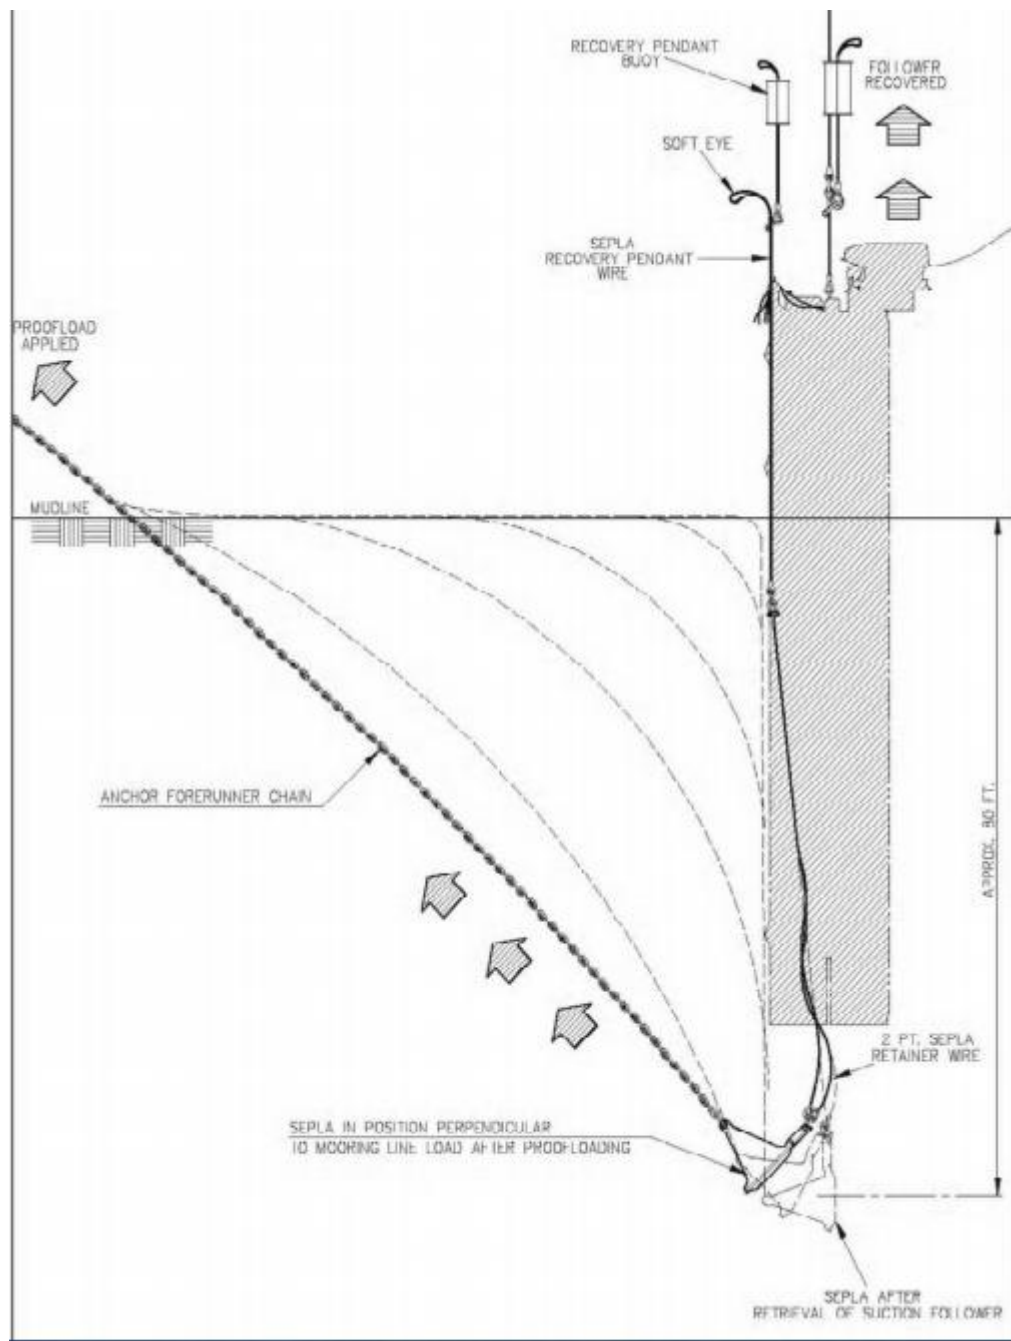 RECOVERY PENDANT
BUOY
FOLLOWER
RECOVERED
SOFT EYE
SEPLA
RECOVERY PENDANT
WIRE
PROOFLOAD
APPLIED
MUDLINE
ANCHOR FORERUNNER CHAIN
APPROX. 80 FT.
2 PT. SEPLA
RETAINER WIRE
SEPLA IN POSITION PERPENDICULAR
TO MOORING LINE LOAD AFTER PROOFLOADING
SEPLA AFTER
RETRIEVAL OF SUCTION FOLLOWER